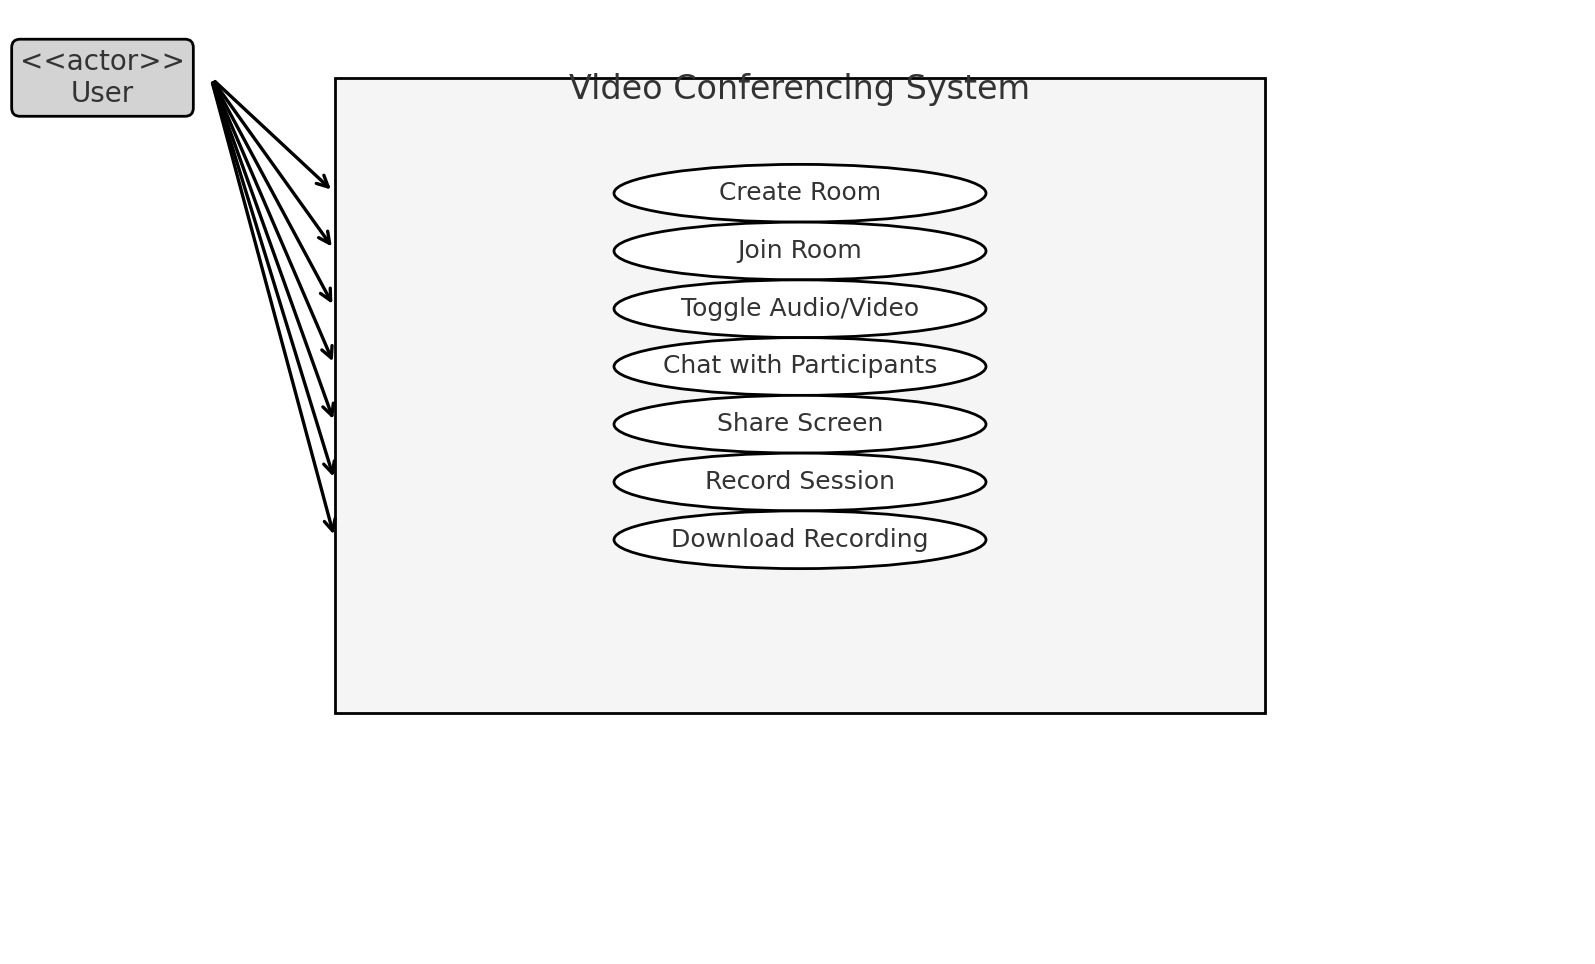 <<actor>>
User
Video Conferencing System
Create Room
Join Room
Toggle Audio/Video
Chat with Participants
Share Screen
Record Session
Download Recording